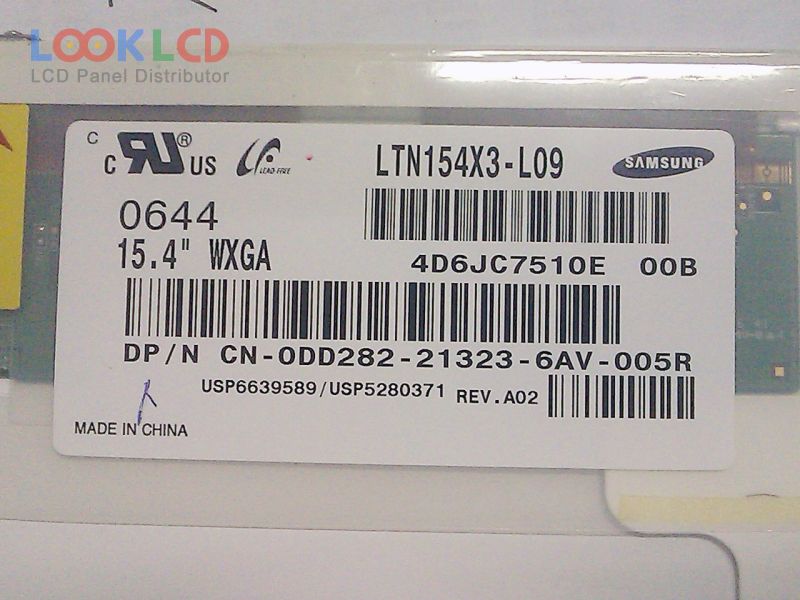 LOOKLCD
LCD Panel Distributor
C
C UR ® US LEAD-FREE LTN154X3-L09 SAMSUNG
0644
15.4" WXGA
4D6JC7510E 00B
DP/N CN-0DD282-21323-6AV-005R
USP6639589/USP5280371 REV.A02
MADE IN CHINA